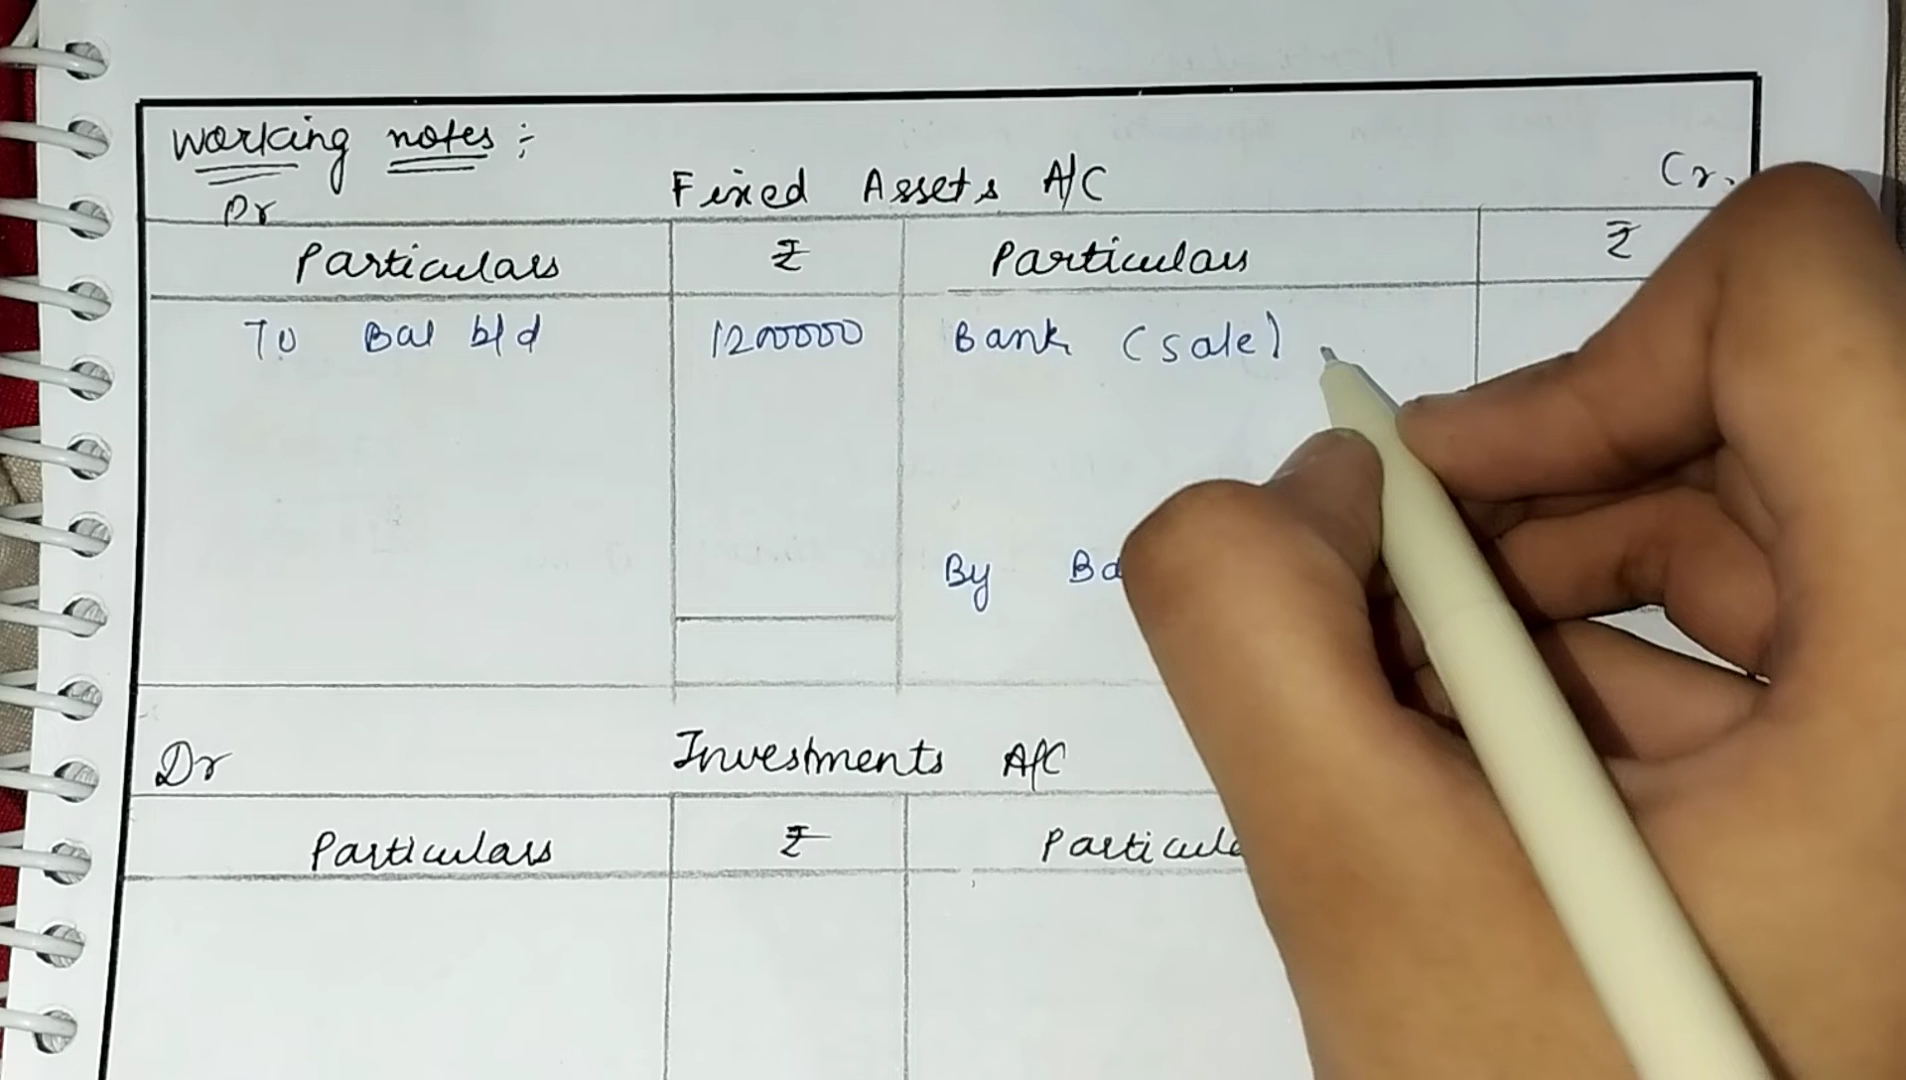 Working notes :
Dr Fixed Assets A/C Cr.
Particulars ₹ Particulars ₹
To Bal b/d 1200000 Bank (sale)
By
Dr Investments A/C
Particulars ₹